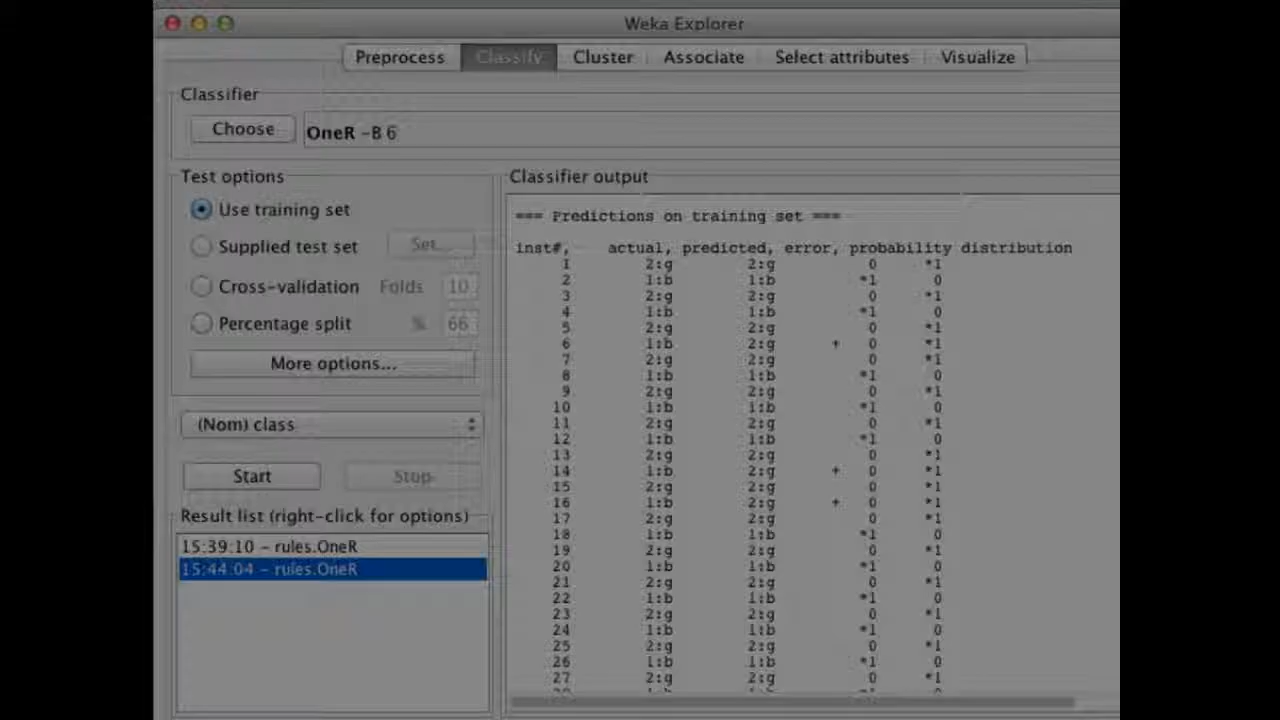 Weka Explorer
Preprocess Classify Cluster Associate Select attributes Visualize
Classifier
Choose OneR -B 6
Test options
Use training set
Supplied test set Set...
Cross-validation Folds 10
Percentage split % 66
More options...
(Nom) class
Start Stop
Result list (right-click for options)
15:39:10 - rules.OneR
15:44:04 - rules.OneR
Classifier output
=== Predictions on training set ===
inst#, actual, predicted, error, probability distribution
1 2:g 2:g 0 *1
2 1:b 1:b *1 0
3 2:g 2:g 0 *1
4 1:b 1:b *1 0
5 2:g 2:g 0 *1
6 1:b 2:g + 0 *1
7 2:g 2:g 0 *1
8 1:b 1:b *1 0
9 2:g 2:g 0 *1
10 1:b 1:b *1 0
11 2:g 2:g 0 *1
12 1:b 1:b *1 0
13 2:g 2:g 0 *1
14 1:b 2:g + 0 *1
15 2:g 2:g 0 *1
16 1:b 2:g + 0 *1
17 2:g 2:g 0 *1
18 1:b 1:b *1 0
19 2:g 2:g 0 *1
20 1:b 1:b *1 0
21 2:g 2:g 0 *1
22 1:b 1:b *1 0
23 2:g 2:g 0 *1
24 1:b 1:b *1 0
25 2:g 2:g 0 *1
26 1:b 1:b *1 0
27 2:g 2:g 0 *1